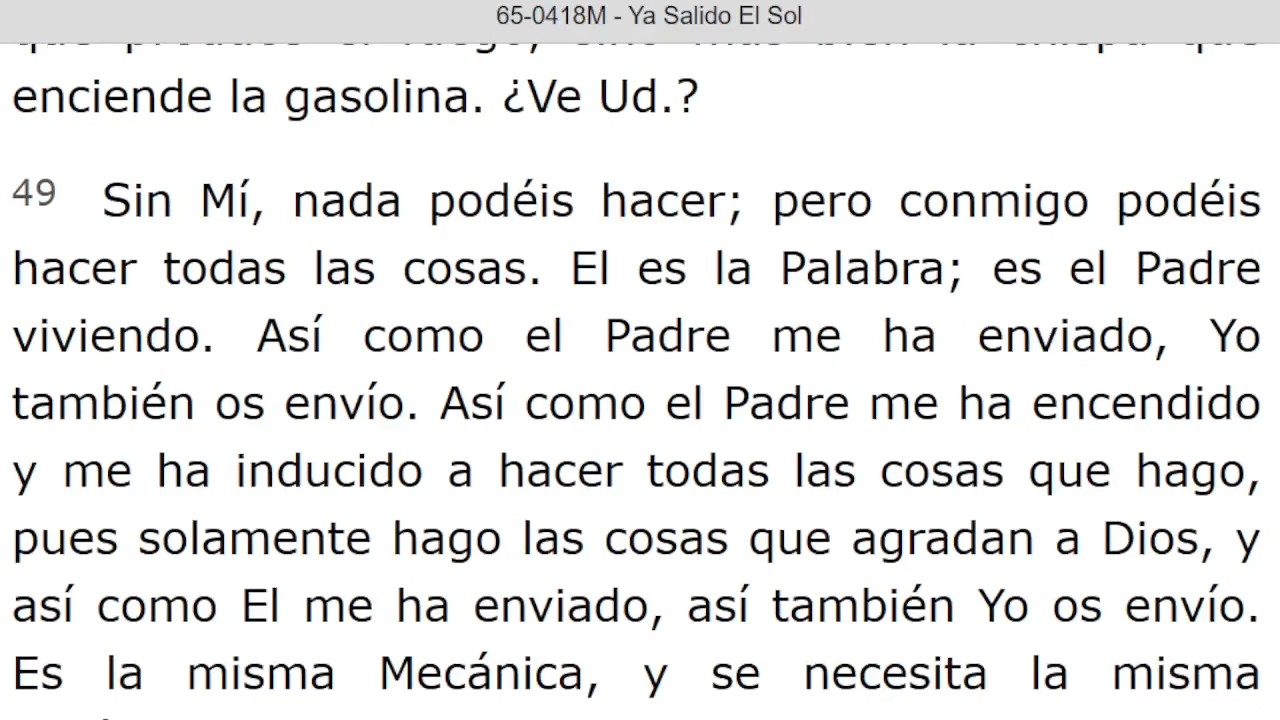 65-0418M - Ya Salido El Sol
enciende la gasolina. ¿Ve Ud.?
49 Sin Mí, nada podéis hacer; pero conmigo podéis
hacer todas las cosas. El es la Palabra; es el Padre
viviendo. Así como el Padre me ha enviado, Yo
también os envío. Así como el Padre me ha encendido
y me ha inducido a hacer todas las cosas que hago,
pues solamente hago las cosas que agradan a Dios, y
así como El me ha enviado, así también Yo os envío.
Es la misma Mecánica, y se necesita la misma